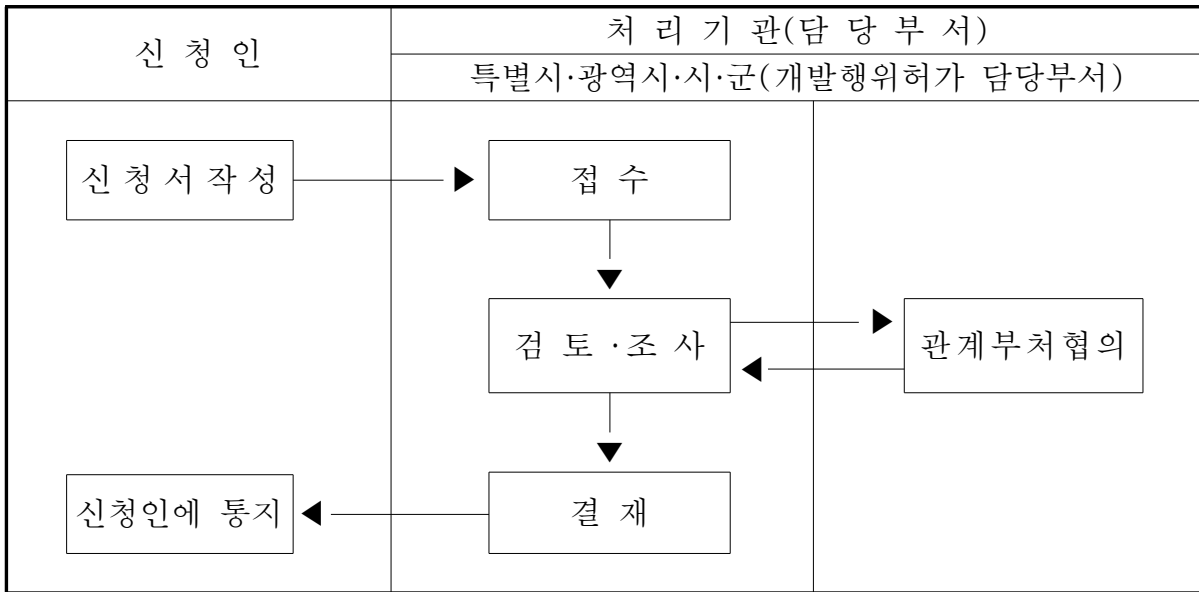 신 청 인
처 리 기 관(담 당 부 서)
특별시·광역시·시·군(개발행위허가 담당부서)
신 청 서 작 성
접 수
검 토 · 조 사
관계부처협의
신청인에 통지
결 재